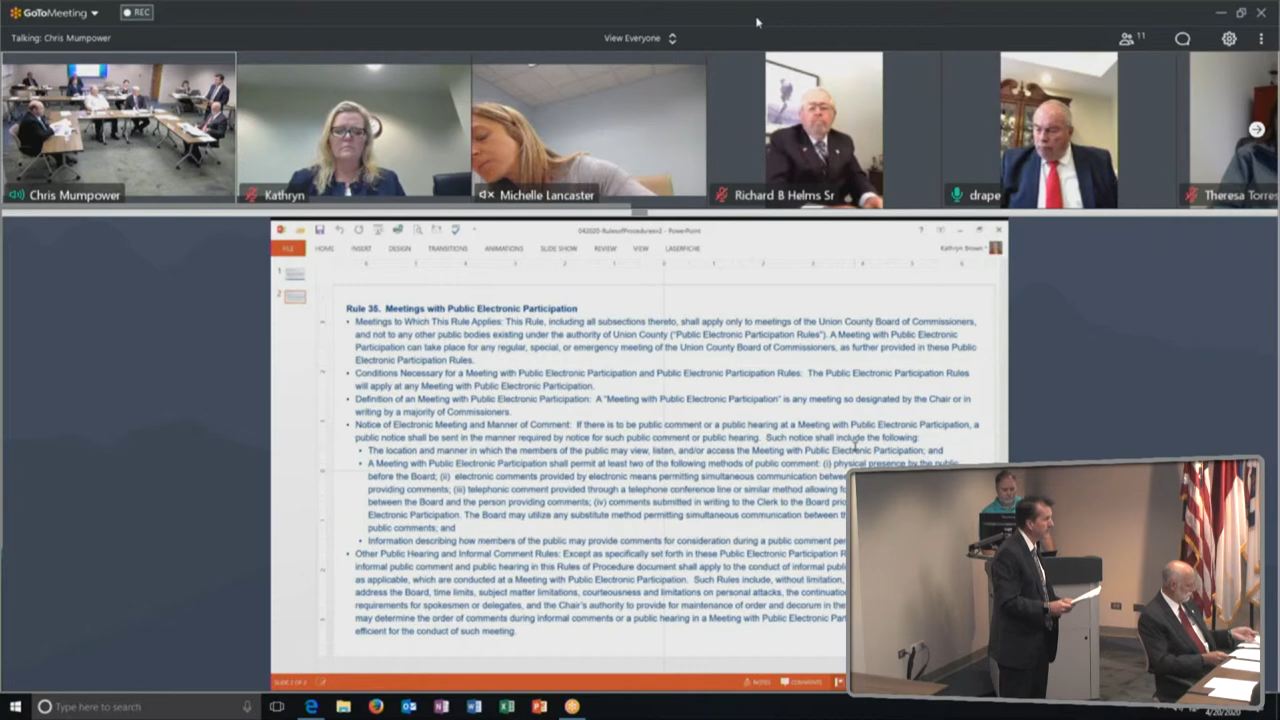 GoToMeeting
REC
Talking: Chris Mumpower
View Everyone
11
Chris Mumpower
Kathryn
Michelle Lancaster
Richard B Helms Sr
drape
Theresa Torres
042020-RulesofProcedurev2 - PowerPoint
FILE HOME INSERT DESIGN TRANSITIONS ANIMATIONS SLIDE SHOW REVIEW VIEW LASERFICHE
Kathryn Brown
1
2
Rule 35. Meetings with Public Electronic Participation
• Meetings to Which This Rule Applies: This Rule, including all subsections thereto, shall apply only to meetings of the Union County Board of Commissioners,
and not to any other public bodies existing under the authority of Union County ("Public Electronic Participation Rules"). A Meeting with Public Electronic
Participation can take place for any regular, special, or emergency meeting of the Union County Board of Commissioners, as further provided in these Public
Electronic Participation Rules.
• Conditions Necessary for a Meeting with Public Electronic Participation and Public Electronic Participation Rules: The Public Electronic Participation Rules
will apply at any Meeting with Public Electronic Participation.
• Definition of an Meeting with Public Electronic Participation: A "Meeting with Public Electronic Participation" is any meeting so designated by the Chair or in
writing by a majority of Commissioners.
• Notice of Electronic Meeting and Manner of Comment: If there is to be public comment or a public hearing at a Meeting with Public Electronic Participation, a
public notice shall be sent in the manner required by notice for such public comment or public hearing. Such notice shall include the following:
• The location and manner in which the members of the public may view, listen, and/or access the Meeting with Public Electronic Participation; and
• A Meeting with Public Electronic Participation shall permit at least two of the following methods of public comment: (i) physical presence by the public
before the Board; (ii) electronic comments provided by electronic means permitting simultaneous communication
providing comments; (iii) telephonic comment provided through a telephone conference line or similar method allowing
between the Board and the person providing comments; (iv) comments submitted in writing to the Clerk to the Board
Electronic Participation. The Board may utilize any substitute method permitting simultaneous communication between
public comments; and
• Information describing how members of the public may provide comments for consideration during a public comment
• Other Public Hearing and Informal Comment Rules: Except as specifically set forth in these Public Electronic Participation
informal public comment and public hearing in this Rules of Procedure document shall apply to the conduct of informal
as applicable, which are conducted at a Meeting with Public Electronic Participation. Such Rules include, without limitation,
address the Board, time limits, subject matter limitations, courteousness and limitations on personal attacks, the
requirements for spokesmen or delegates, and the Chair's authority to provide for maintenance of order and decorum in the
may determine the order of comments during informal comments or a public hearing in a Meeting with Public Electronic
efficient for the conduct of such meeting.
SLIDE 2 OF 2
NOTES COMMENTS
Type here to search
4/20/2020